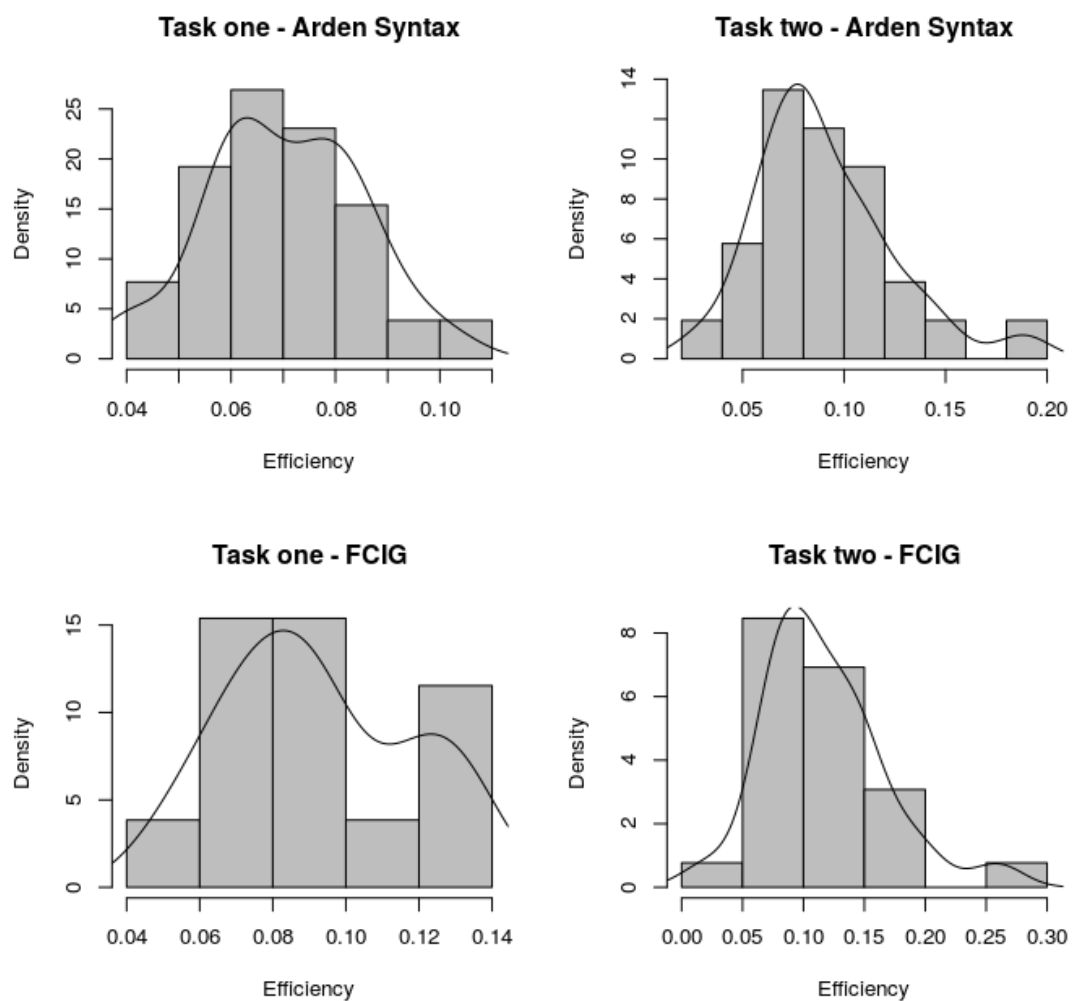 Task one - Arden Syntax
Density
0 5 10 15 20 25
0.04 0.06 0.08 0.10
Efficiency
Task two - Arden Syntax
Density
0 2 4 6 8 10 14
0.05 0.10 0.15 0.20
Efficiency
Task one - FCIG
Density
0 5 10 15
0.04 0.06 0.08 0.10 0.12 0.14
Efficiency
Task two - FCIG
Density
0 2 4 6 8
0.00 0.05 0.10 0.15 0.20 0.25 0.30
Efficiency